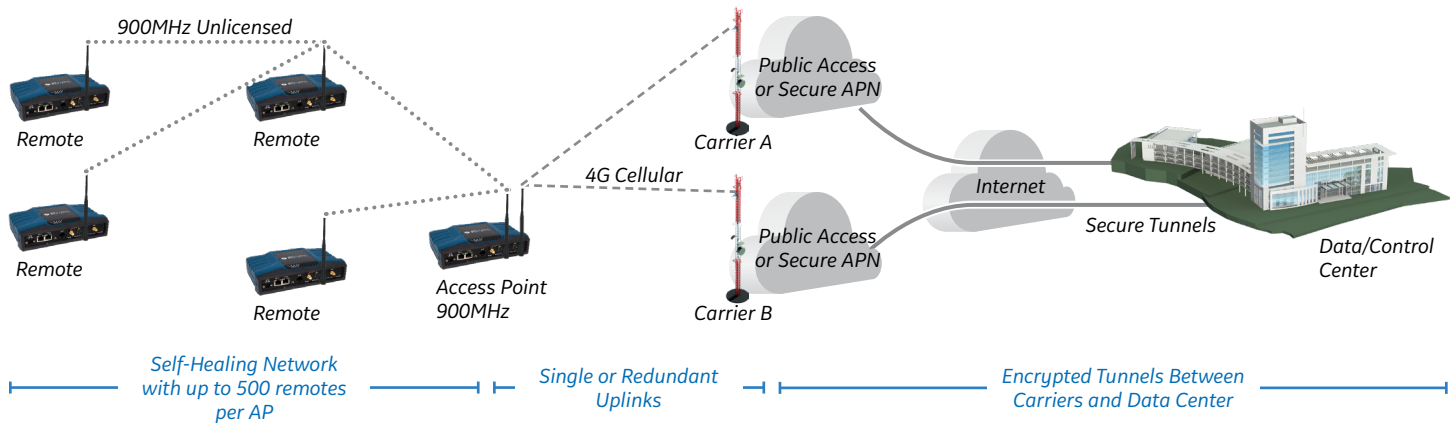 900MHz Unlicensed
Remote
Remote
Remote
Remote
Access Point
900MHz
4G Cellular
Carrier A
Public Access
or Secure APN
Carrier B
Public Access
or Secure APN
Internet
Secure Tunnels
Data/Control
Center
Self-Healing Network
with up to 500 remotes
per AP
Single or Redundant
Uplinks
Encrypted Tunnels Between
Carriers and Data Center